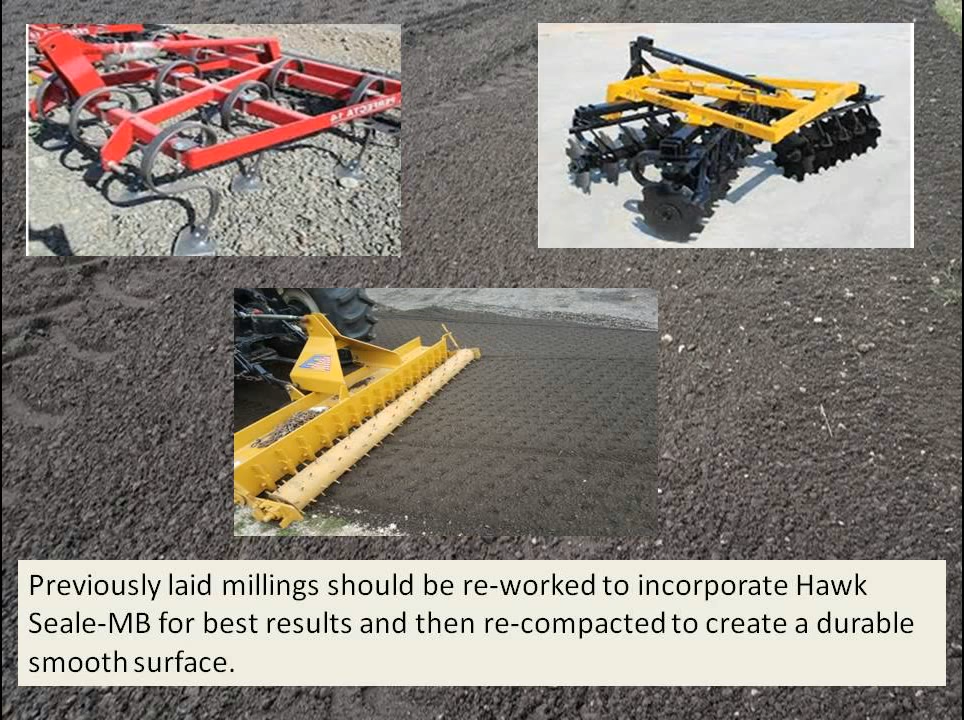 Previously laid millings should be re-worked to incorporate Hawk
Seale-MB for best results and then re-compacted to create a durable
smooth surface.